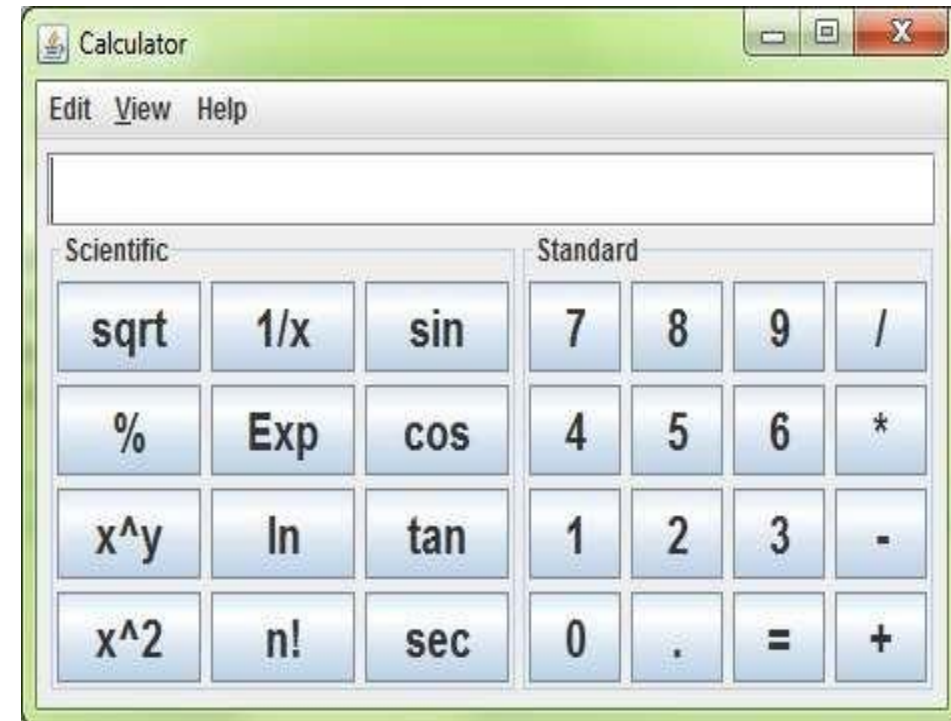 Calculator
Edit View Help
Scientific Standard
sqrt 1/x sin 7 8 9 /
% Exp cos 4 5 6 *
x^y ln tan 1 2 3 -
x^2 n! sec 0 . = +